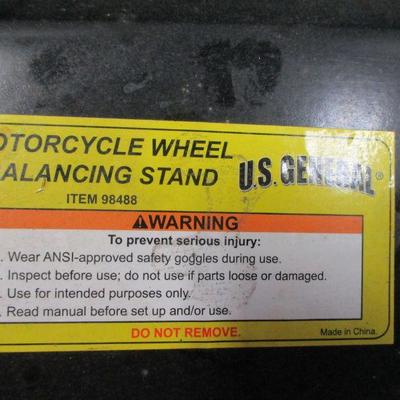 OTORCYCLE WHEEL
ALANCING STAND
U.S. GENERAL®
ITEM 98488
WARNING
To prevent serious injury:
. Wear ANSI-approved safety goggles during use.
. Inspect before use; do not use if parts loose or damaged.
. Use for intended purposes only.
. Read manual before set up and/or use.
DO NOT REMOVE.
Made in China.